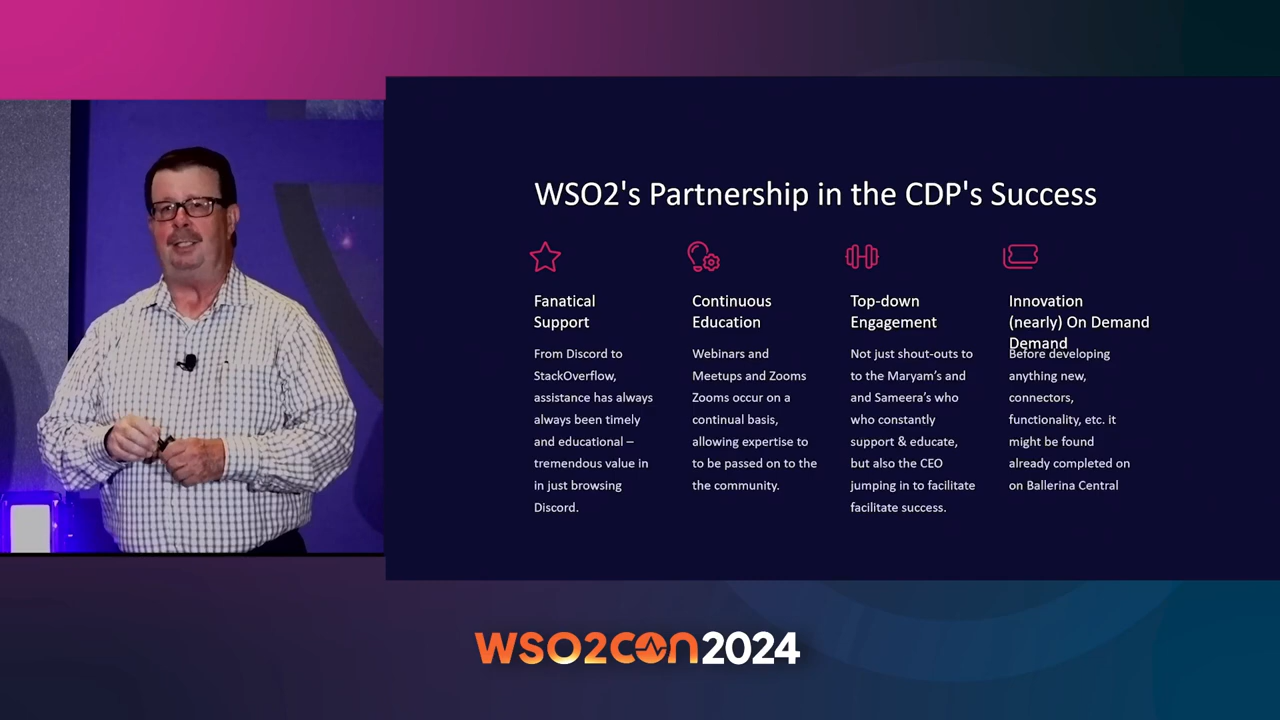 WSO2's Partnership in the CDP's Success
Fanatical
Support
From Discord to
StackOverflow,
assistance has always
always been timely
and educational –
tremendous value in
in just browsing
Discord.
Continuous
Education
Webinars and
Meetups and Zooms
Zooms occur on a
continual basis,
allowing expertise to
to be passed on to the
the community.
Top-down
Engagement
Not just shout-outs to
to the Maryam's and
and Sameera's who
who constantly
support & educate,
but also the CEO
jumping in to facilitate
facilitate success.
Innovation
(nearly) On Demand
Demand
Before developing
anything new,
connectors,
functionality, etc. it
might be found
already completed on
on Ballerina Central
WSO2CON2024